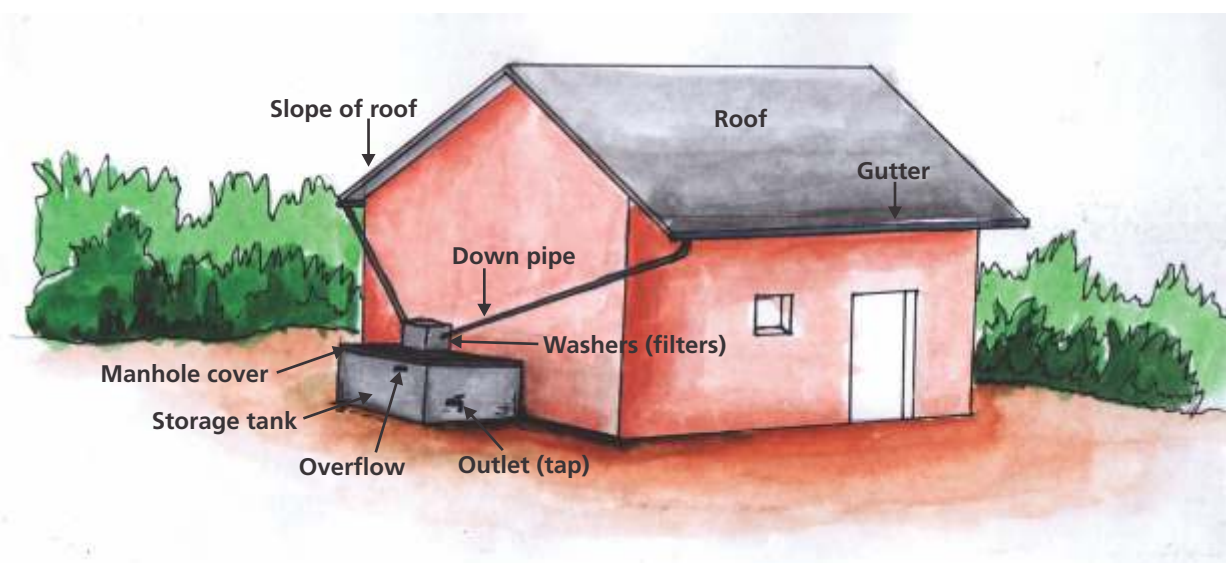 Slope of roof
Roof
Gutter
Down pipe
Washers (filters)
Manhole cover
Storage tank
Overflow
Outlet (tap)